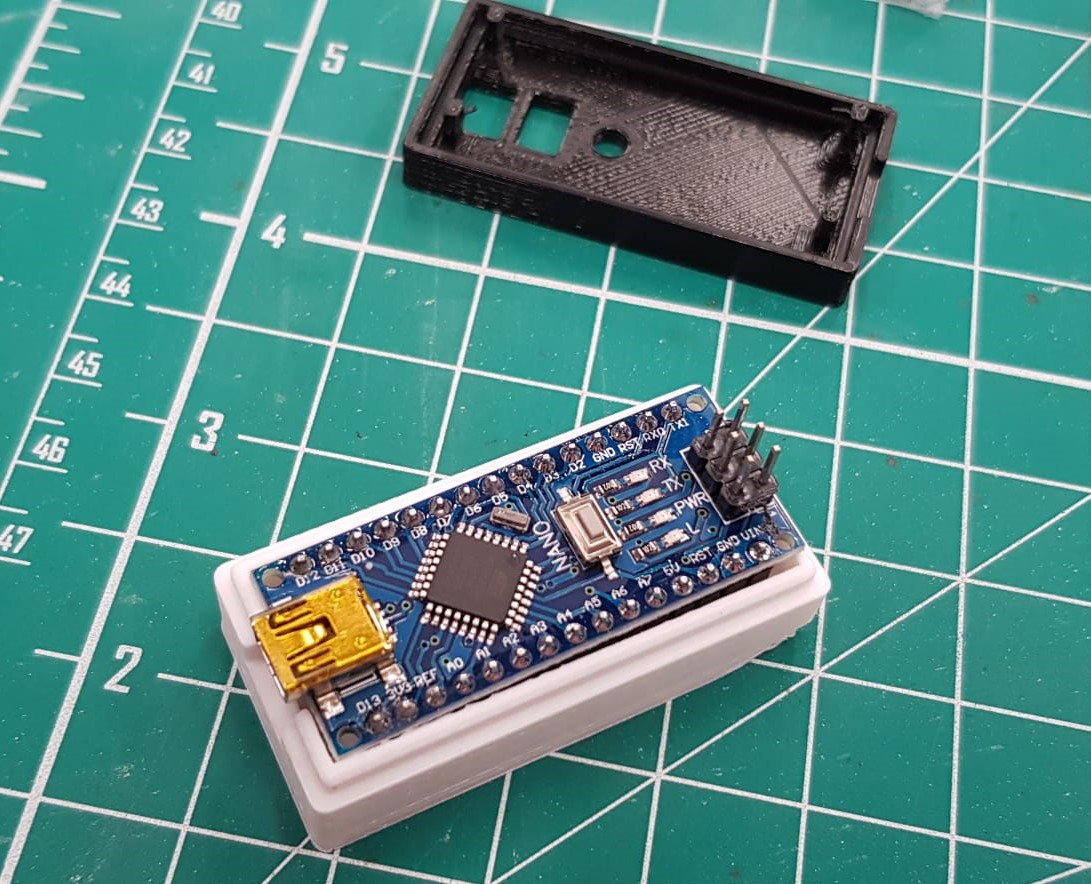 40
41
42
43
44
45
46
47
5
4
3
2
D12 D11 D10 D9 D8 D7 D6 D5 D4 D3 D2 GND RST RX0 TX1
NANO
RX
TX
PWR
L
D13 3V3 REF A0 A1 A2 A3 A4 A5 A6 A7 5V RST GND VIN